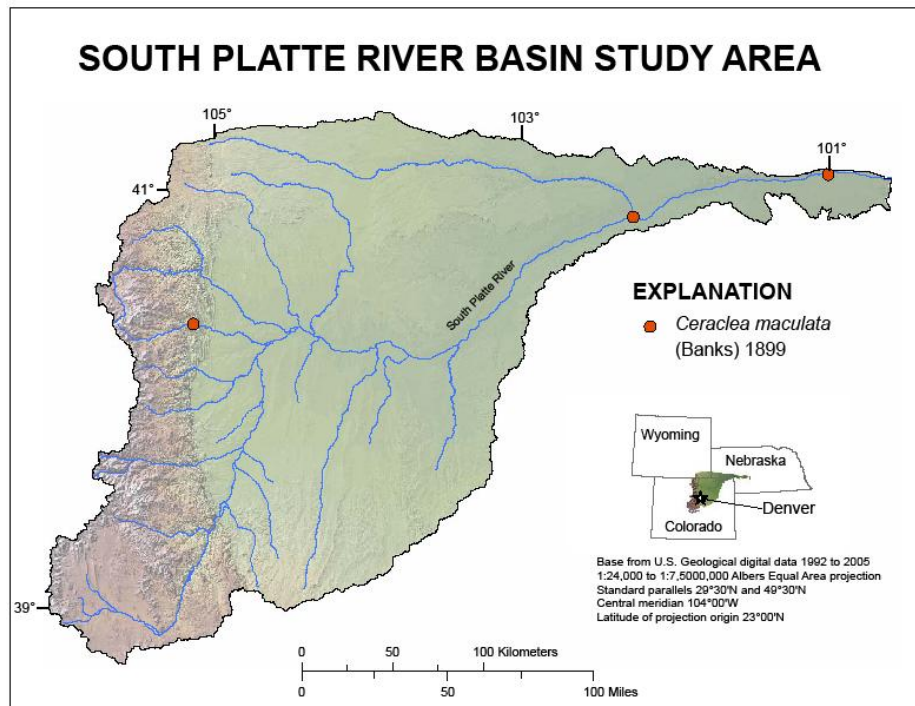 SOUTH PLATTE RIVER BASIN STUDY AREA
105°
103°
101°
41°
South Platte River
EXPLANATION
Ceraclea maculata
(Banks) 1899
Wyoming
Nebraska
Denver
Colorado
Base from U.S. Geological digital data 1992 to 2005
1:24,000 to 1:7,5000,000 Albers Equal Area projection
Standard parallels 29°30'N and 49°30'N
Central meridian 104°00'W
Latitude of projection origin 23°00'N
39°
0 50 100 Kilometers
0 50 100 Miles